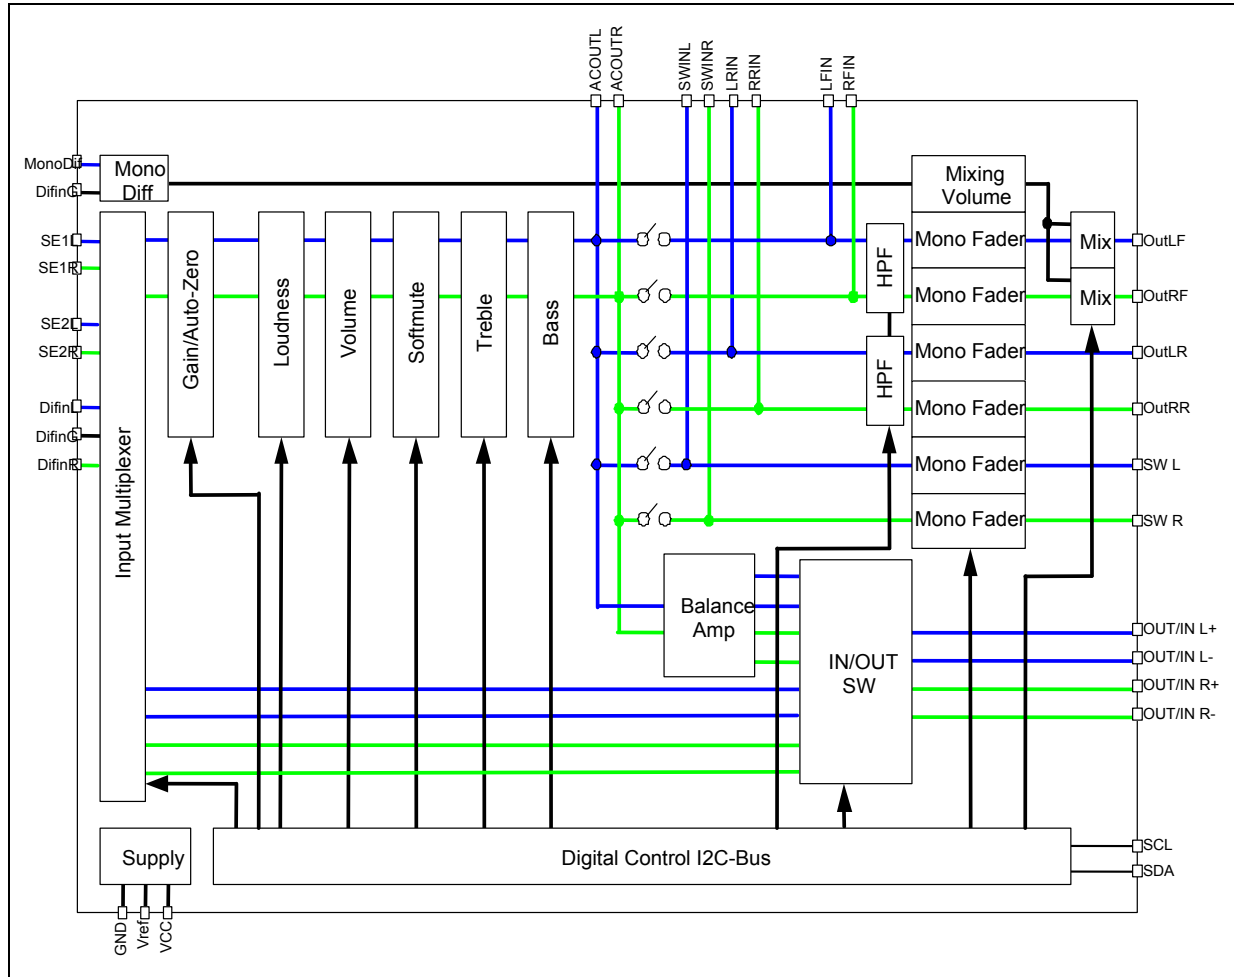 ACOUTL
ACOUTR
SWINL
SWINR
LRIN
RRIN
LFIN
RFIN
MonoDif
DifinG
Mono
Diff
Mixing
Volume
SE1L
SE1R
SE2L
SE2R
DifinL
DifinG
DifinR
Input Multiplexer
Gain/Auto-Zero
Loudness
Volume
Softmute
Treble
Bass
HPF
HPF
Mono Fader
Mono Fader
Mono Fader
Mono Fader
Mono Fader
Mono Fader
Mix
Mix
OutLF
OutRF
OutLR
OutRR
SW L
SW R
Balance
Amp
IN/OUT
SW
OUT/IN L+
OUT/IN L-
OUT/IN R+
OUT/IN R-
Supply
Digital Control I2C-Bus
SCL
SDA
GND
Vref
VCC